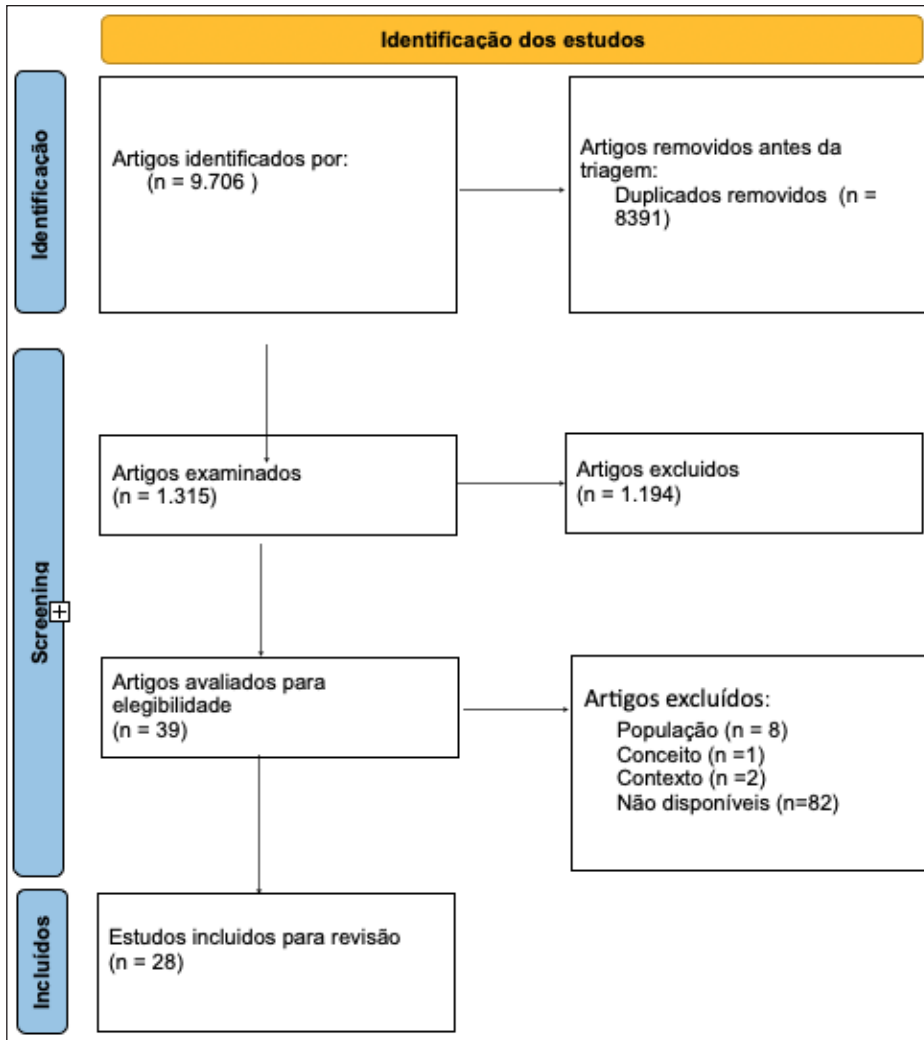 Identificação dos estudos
Identificação
Artigos identificados por:
(n = 9.706 )
Artigos removidos antes da
triagem:
Duplicados removidos (n =
8391)
Screening
Artigos examinados
(n = 1.315)
Artigos excluidos
(n = 1.194)
Artigos avaliados para
elegibilidade
(n = 39)
Artigos excluídos:
População (n = 8)
Conceito (n =1)
Contexto (n =2)
Não disponíveis (n=82)
Incluídos
Estudos incluidos para revisão
(n = 28)